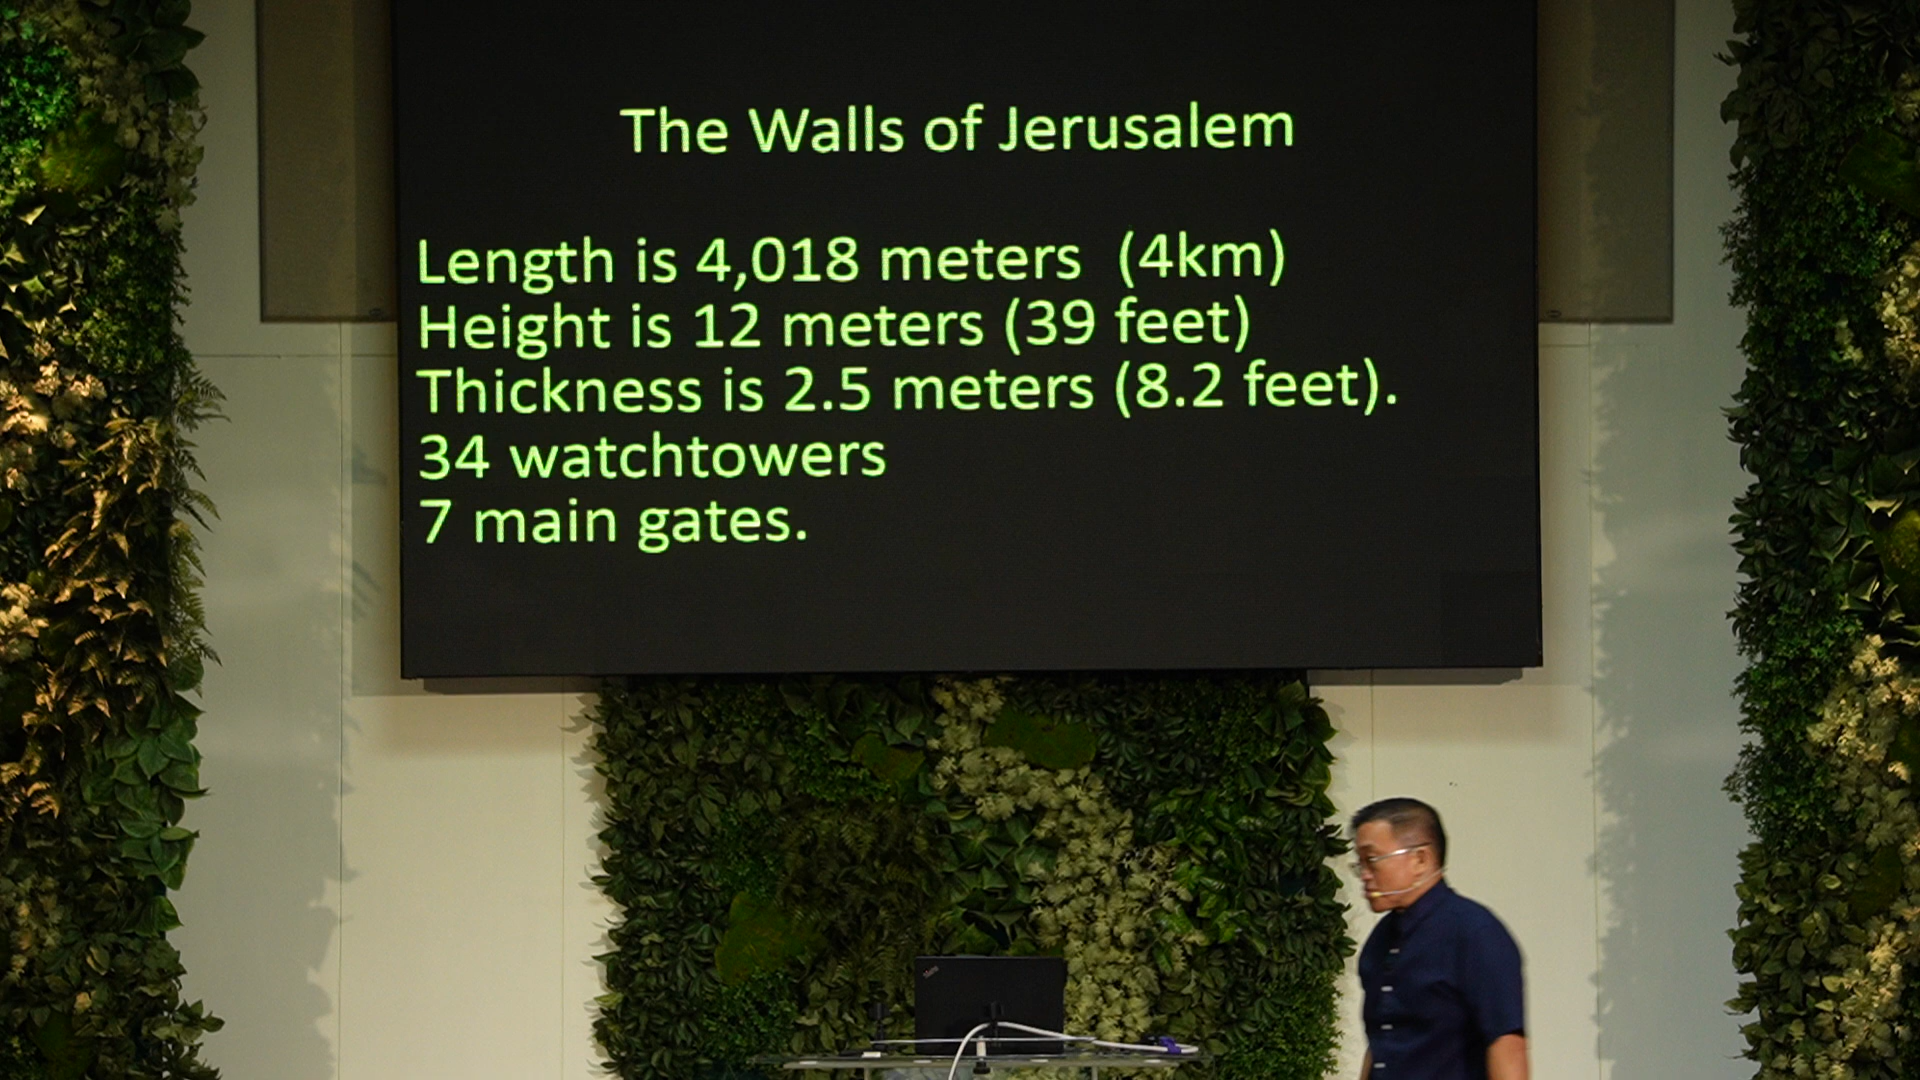 The Walls of Jerusalem
Length is 4,018 meters (4km)
Height is 12 meters (39 feet)
Thickness is 2.5 meters (8.2 feet).
34 watchtowers
7 main gates.